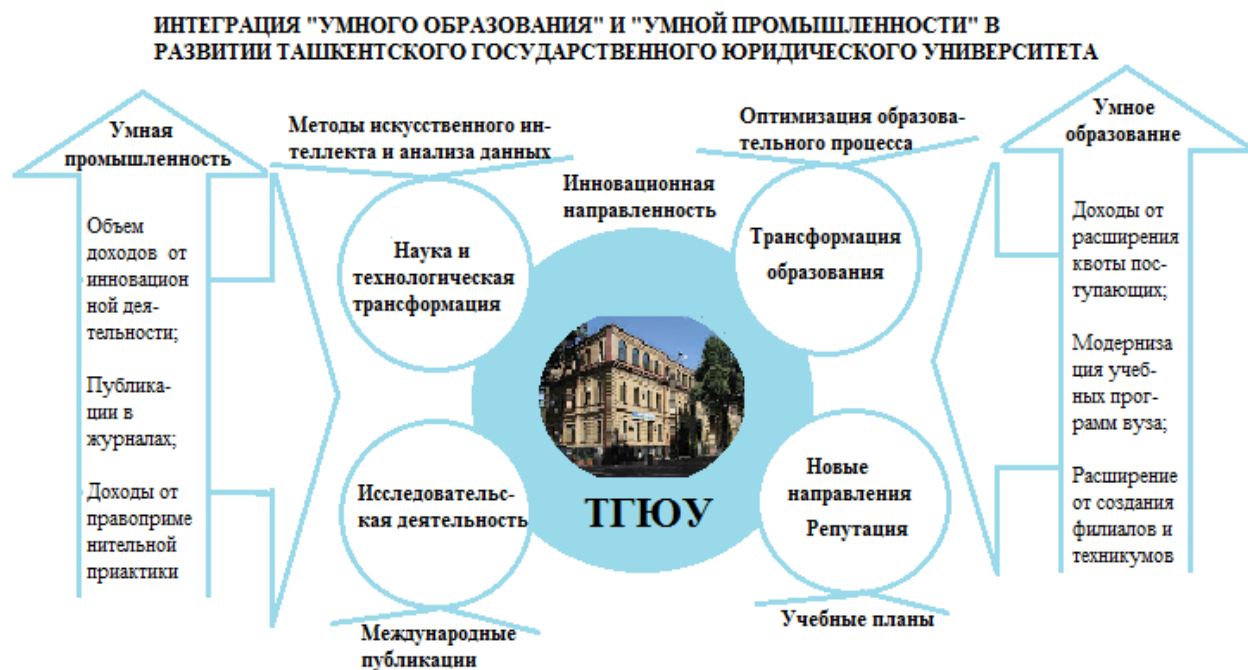 ИНТЕГРАЦИЯ "УМНОГО ОБРАЗОВАНИЯ" И "УМНОЙ ПРОМЫШЛЕННОСТИ" В
РАЗВИТИИ ТАШКЕНТСКОГО ГОСУДАРСТВЕННОГО ЮРИДИЧЕСКОГО УНИВЕРСИТЕТА
Умная
промышленность
Объем
доходов от
инновацион
ной дея-
тельности;
Публика-
ции в
журналах;
Доходы от
правоприме
нительной
приактики
Методы искусственного ин-
теллекта и анализа данных
Наука и
технологическая
трансформация
Исследовательс-
кая деятельность
Международные
публикации
Инновационная
направленность
ТГЮУ
Оптимизация образова-
тельного процесса
Трансформация
образования
Новые
направления
Репутация
Учебные планы
Умное
образование
Доходы от
расширения
квоты пос-
тупающих;
Модерниза
ция учеб-
ных прог-
рамм вуза;
Расширение
от создания
филиалов и
техникумов